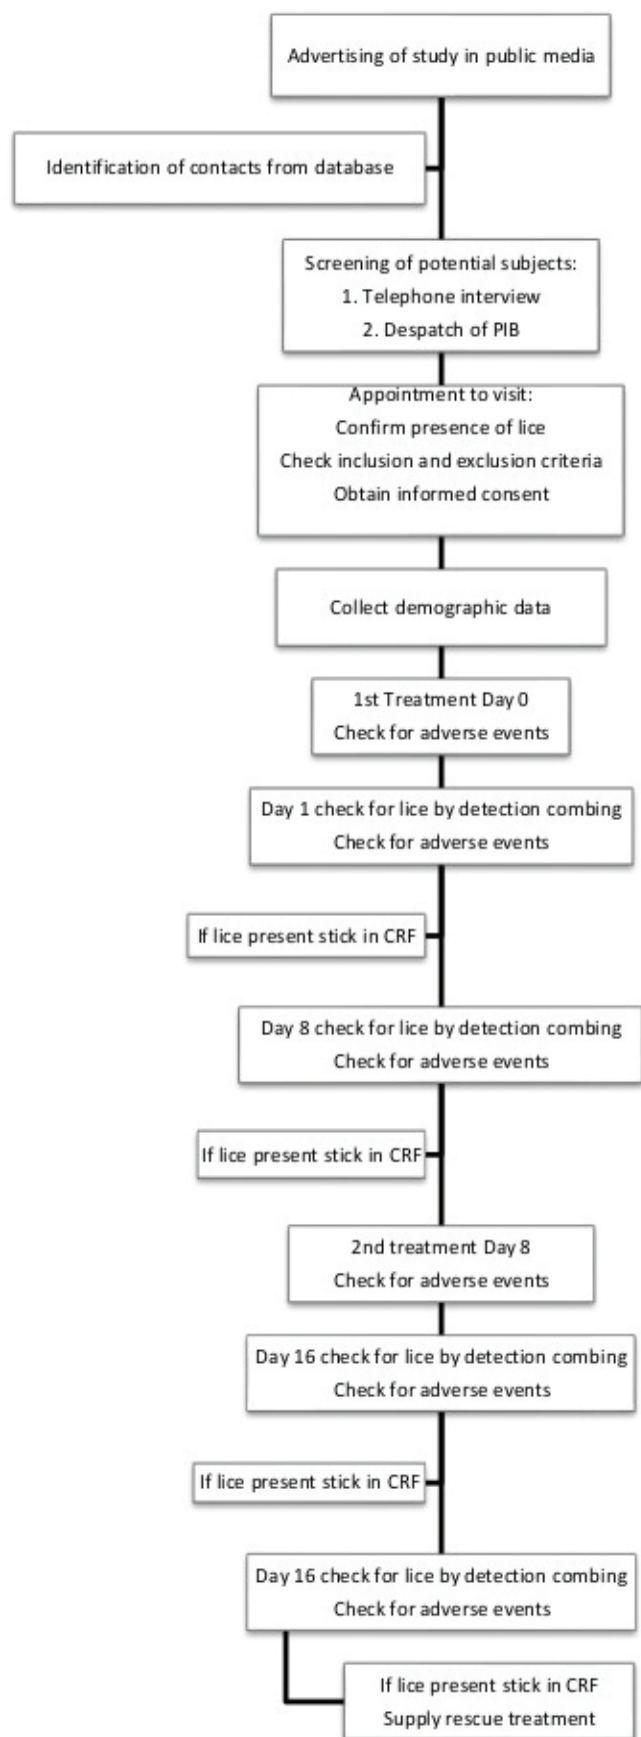 Advertising of study in public media
Identification of contacts from database
Screening of potential subjects:
1. Telephone interview
2. Despatch of PIB
Appointment to visit:
Confirm presence of lice
Check inclusion and exclusion criteria
Obtain informed consent
Collect demographic data
1st Treatment Day 0
Check for adverse events
Day 1 check for lice by detection combing
Check for adverse events
If lice present stick in CRF
Day 8 check for lice by detection combing
Check for adverse events
If lice present stick in CRF
2nd treatment Day 8
Check for adverse events
Day 16 check for lice by detection combing
Check for adverse events
If lice present stick in CRF
Day 16 check for lice by detection combing
Check for adverse events
If lice present stick in CRF
Supply rescue treatment